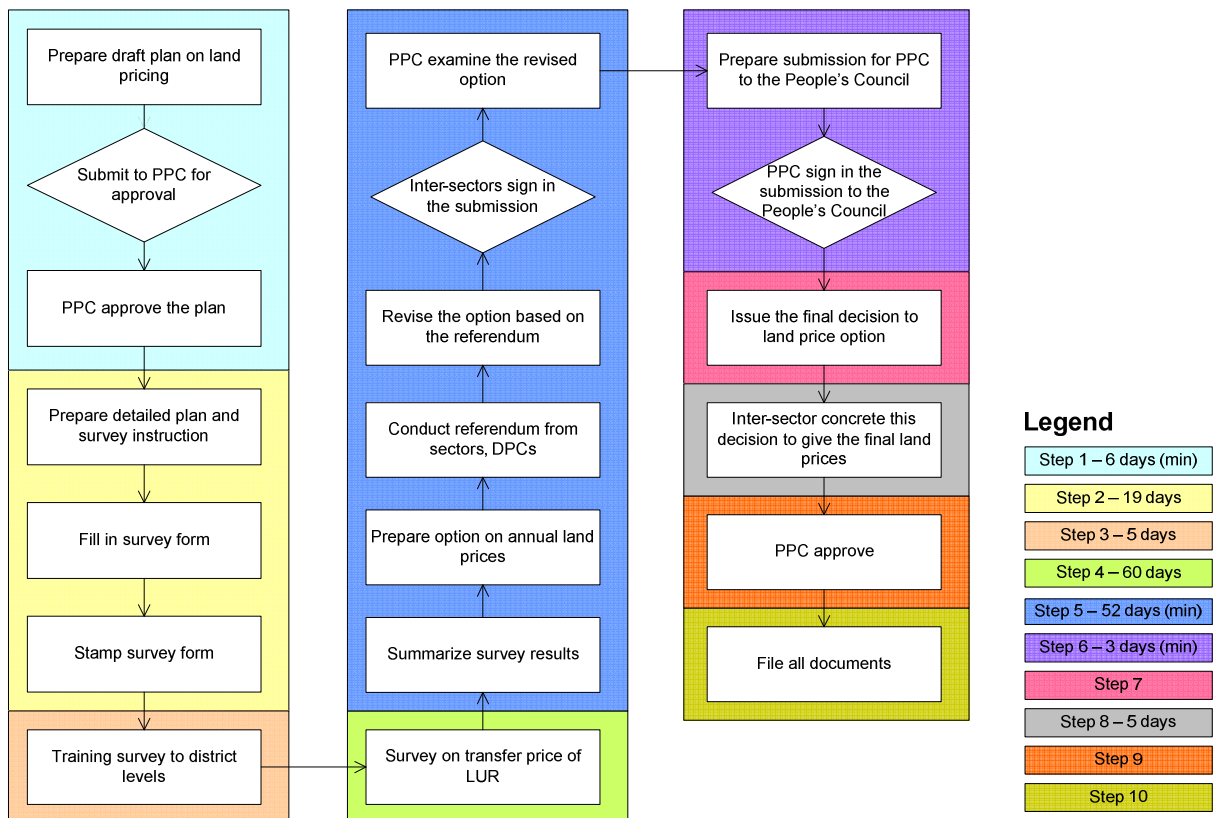 Prepare draft plan on land
pricing
Submit to PPC for
approval
PPC approve the plan
Prepare detailed plan and
survey instruction
Fill in survey form
Stamp survey form
Training survey to district
levels
PPC examine the revised
option
Inter-sectors sign in
the submission
Revise the option based on
the referendum
Conduct referendum from
sectors, DPCs
Prepare option on annual land
prices
Summarize survey results
Survey on transfer price of
LUR
Prepare submission for PPC
to the People's Council
PPC sign in the
submission to the
People's Council
Issue the final decision to
land price option
Inter-sector concrete this
decision to give the final land
prices
PPC approve
File all documents
Legend
Step 1 – 6 days (min)
Step 2 – 19 days
Step 3 – 5 days
Step 4 – 60 days
Step 5 – 52 days (min)
Step 6 – 3 days (min)
Step 7
Step 8 – 5 days
Step 9
Step 10